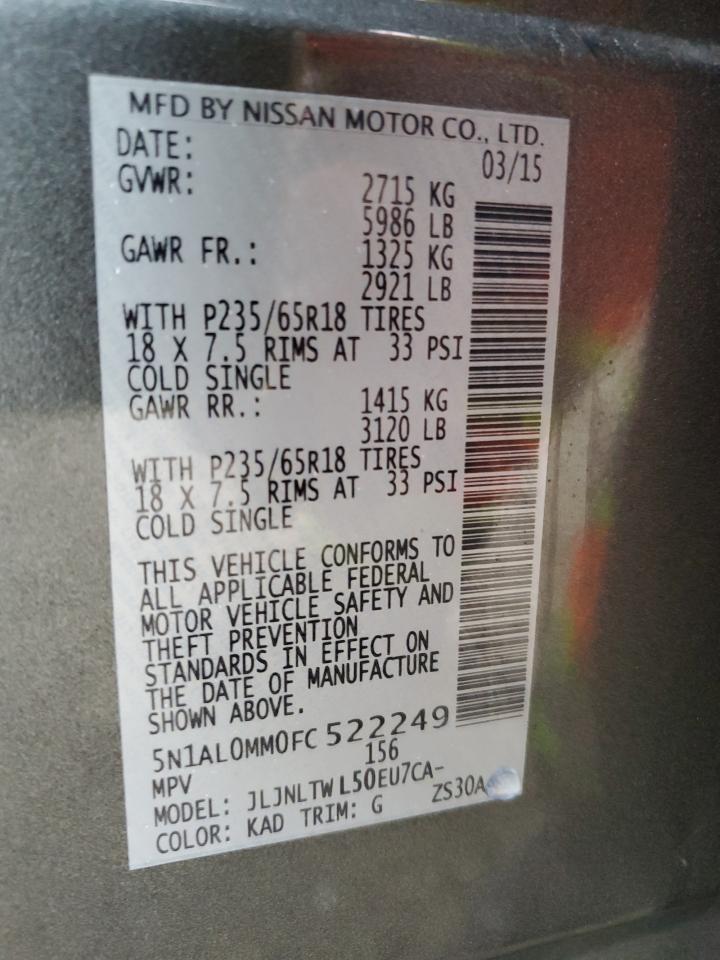 MFD BY NISSAN MOTOR CO., LTD.
DATE: 03/15
GVWR: 2715 KG
5986 LB
GAWR FR.: 1325 KG
2921 LB
WITH P235/65R18 TIRES
18 X 7.5 RIMS AT 33 PSI
COLD SINGLE
GAWR RR.: 1415 KG
3120 LB
WITH P235/65R18 TIRES
18 X 7.5 RIMS AT 33 PSI
COLD SINGLE
THIS VEHICLE CONFORMS TO
ALL APPLICABLE FEDERAL
MOTOR VEHICLE SAFETY AND
THEFT PREVENTION
STANDARDS IN EFFECT ON
THE DATE OF MANUFACTURE
SHOWN ABOVE.
5N1AL0MM0FC 522249
MPV 156
MODEL: JLJNLTWL50EU7CA-
COLOR: KAD TRIM: G ZS30A